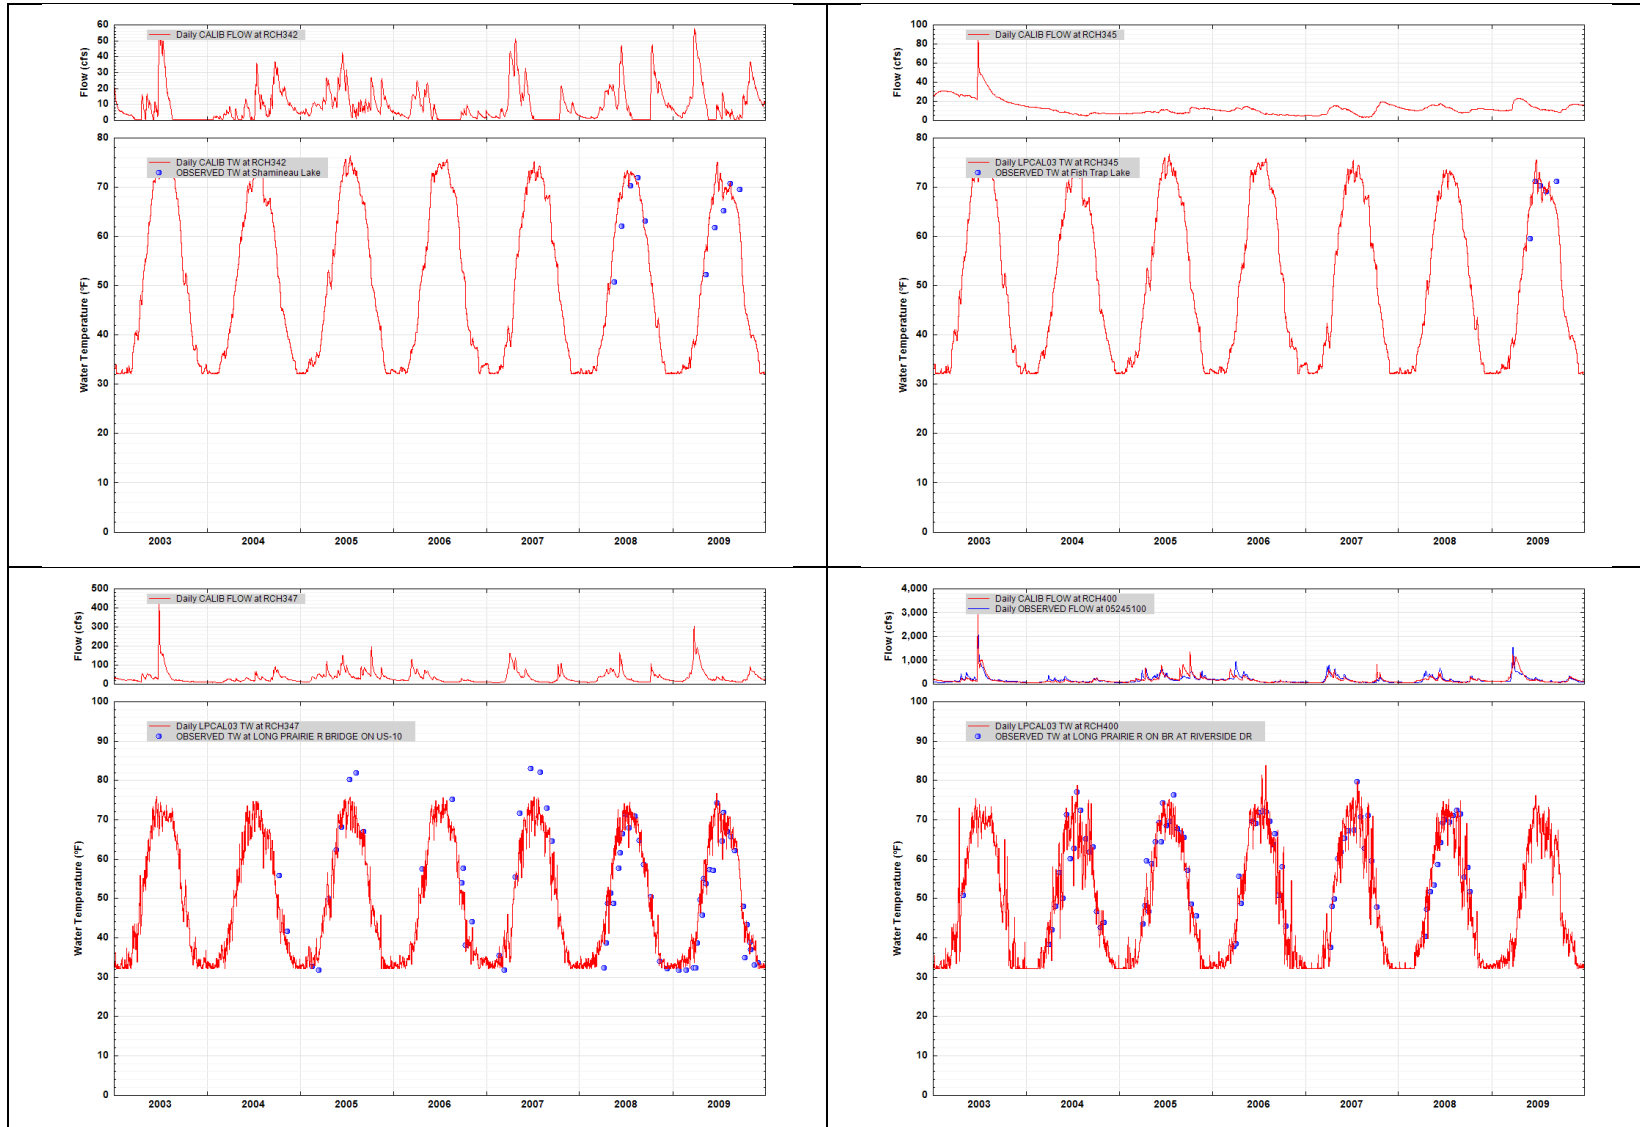 60
50
40
30
20
10
0
Flow (cfs)
Daily CALIB FLOW at RCH342
80
70
60
50
40
30
20
10
0
Water Temperature (°F)
Daily CALIB TW at RCH342
OBSERVED TW at Shamineau Lake
2003 2004 2005 2006 2007 2008 2009
100
80
60
40
20
0
Flow (cfs)
Daily CALIB FLOW at RCH345
80
70
60
50
40
30
20
10
0
Water Temperature (°F)
Daily LPCAL03 TW at RCH345
OBSERVED TW at Fish Trap Lake
2003 2004 2005 2006 2007 2008 2009
500
400
300
200
100
0
Flow (cfs)
Daily CALIB FLOW at RCH347
100
90
80
70
60
50
40
30
20
10
0
Water Temperature (°F)
Daily LPCAL03 TW at RCH347
OBSERVED TW at LONG PRAIRIE R BRIDGE ON US-10
2003 2004 2005 2006 2007 2008 2009
4,000
3,000
2,000
1,000
0
Flow (cfs)
Daily CALIB FLOW at RCH400
Daily OBSERVED FLOW at 05245100
100
90
80
70
60
50
40
30
20
10
0
Water Temperature (°F)
Daily LPCAL03 TW at RCH400
OBSERVED TW at LONG PRAIRIE R ON BR AT RIVERSIDE DR
2003 2004 2005 2006 2007 2008 2009